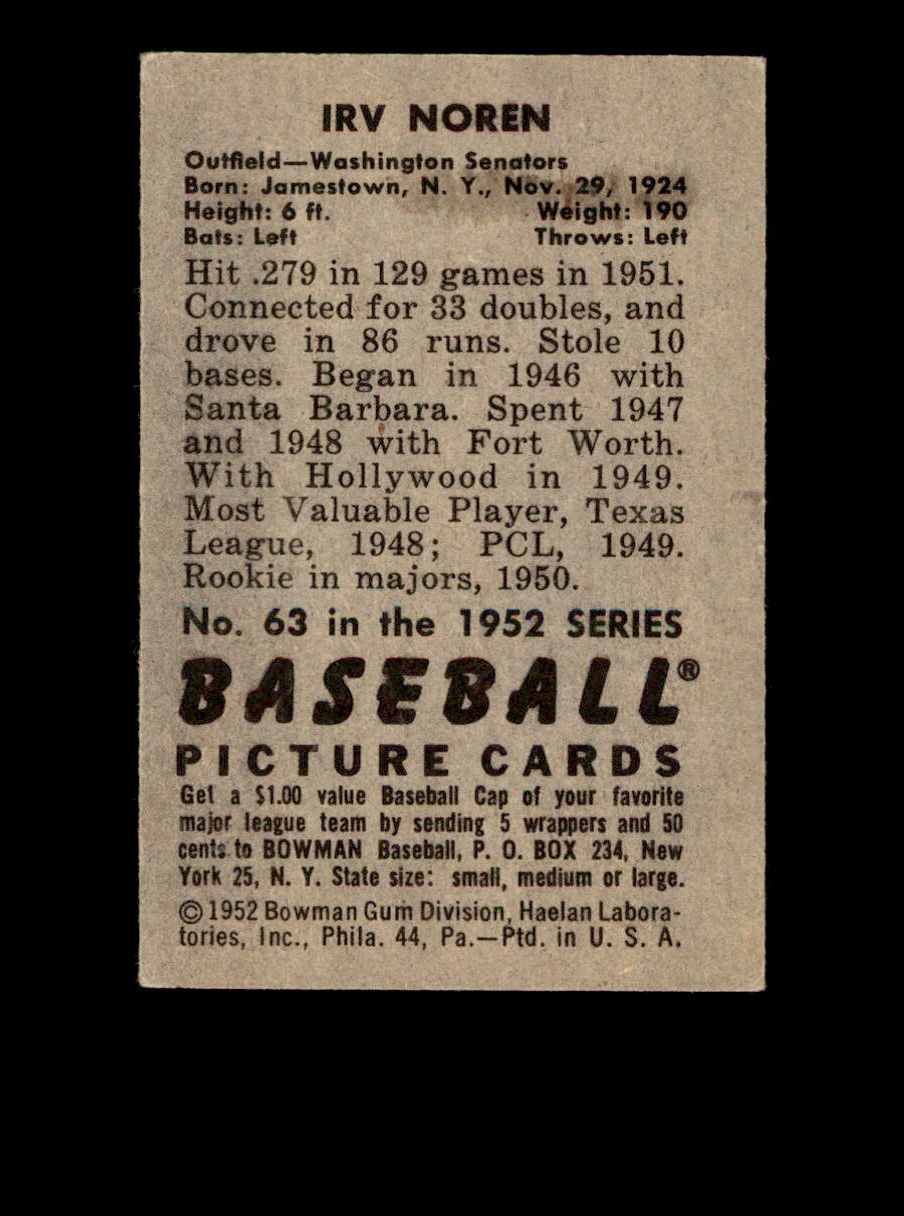 IRV NOREN
Outfield—Washington Senators
Born: Jamestown, N. Y., Nov. 29, 1924
Height: 6 ft. Weight: 190
Bats: Left Throws: Left
Hit .279 in 129 games in 1951.
Connected for 33 doubles, and
drove in 86 runs. Stole 10
bases. Began in 1946 with
Santa Barbara. Spent 1947
and 1948 with Fort Worth.
With Hollywood in 1949.
Most Valuable Player, Texas
League, 1948; PCL, 1949.
Rookie in majors, 1950.
No. 63 in the 1952 SERIES
BASEBALL®
PICTURE CARDS
Get a $1.00 value Baseball Cap of your favorite
major league team by sending 5 wrappers and 50
cents to BOWMAN Baseball, P. O. BOX 234, New
York 25, N. Y. State size: small, medium or large.
©1952 Bowman Gum Division, Haelan Labora-
tories, Inc., Phila. 44, Pa.—Ptd. in U. S. A.